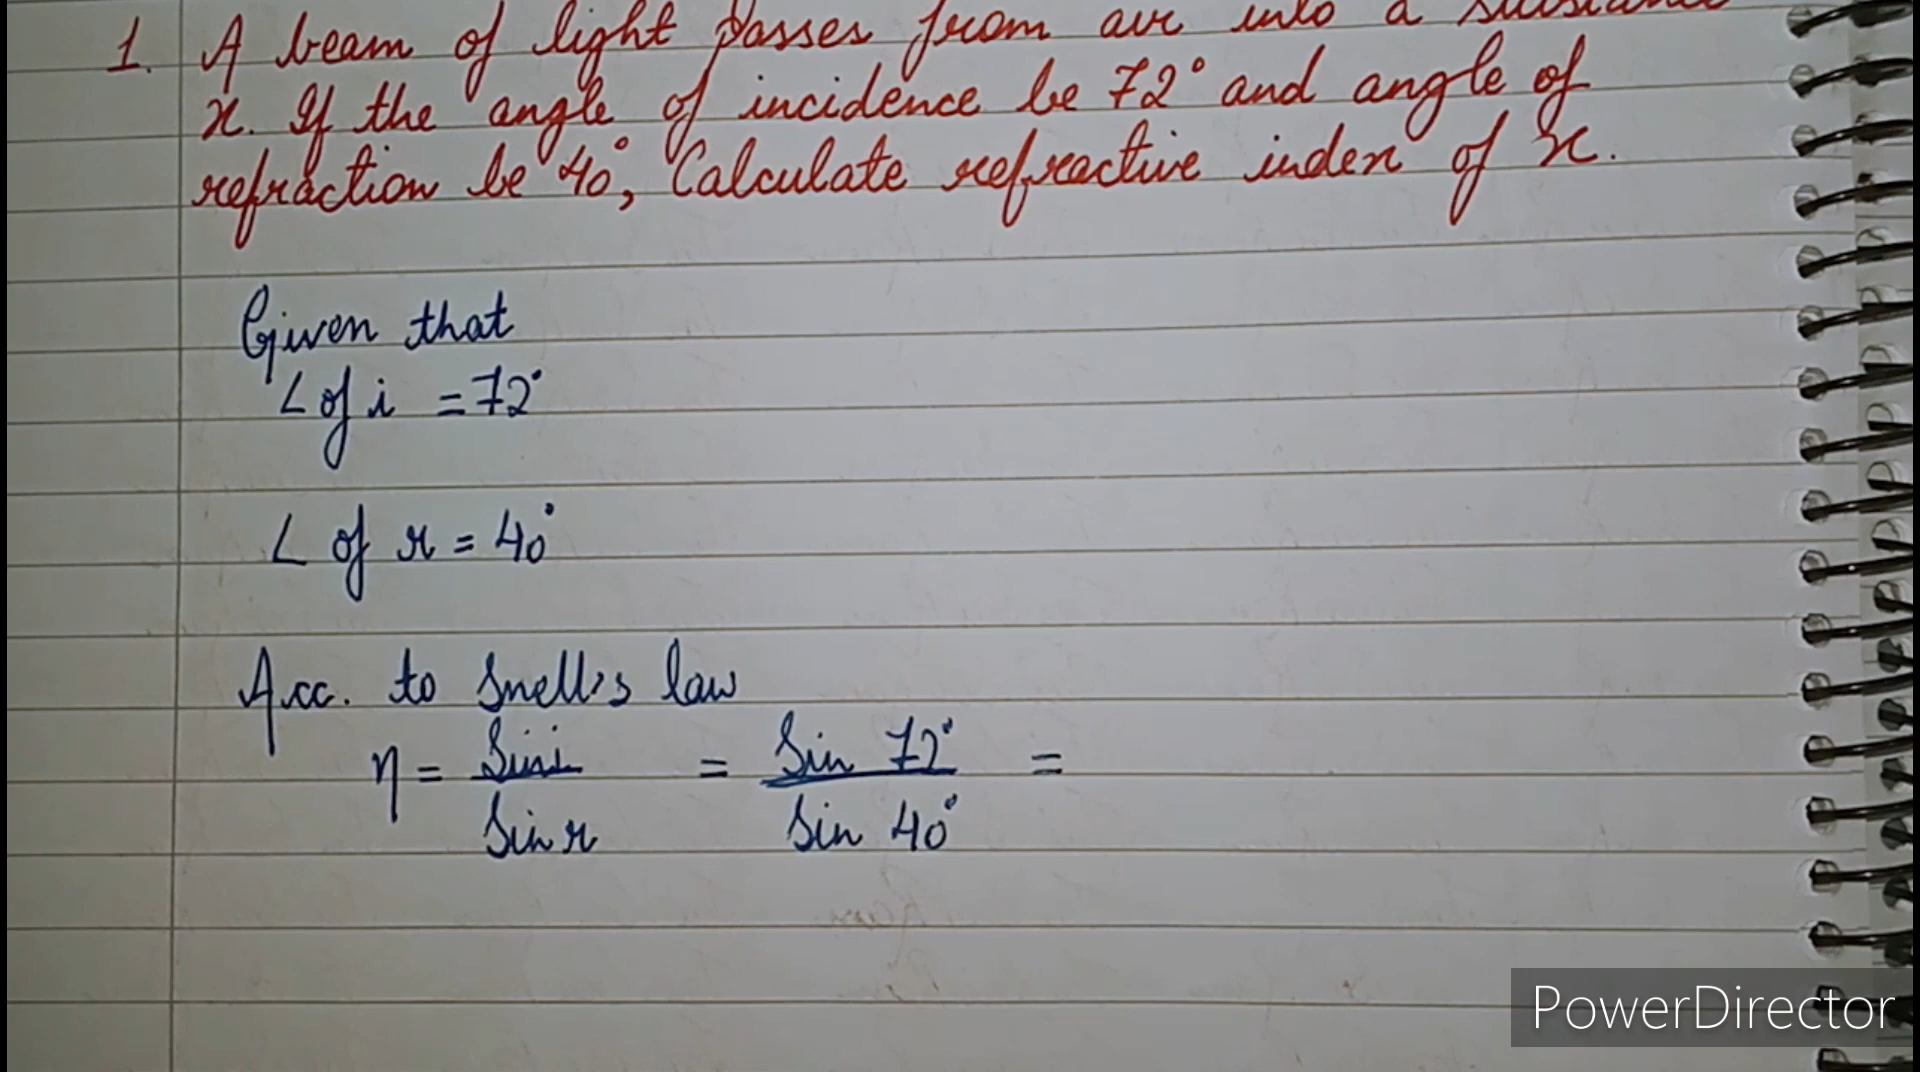 1. A beam of light passes from air into a substance
x. If the angle of incidence be 72° and angle of
refraction be 40°, Calculate refractive index of x.
Given that
∠ of i = 72°
∠ of r = 40°
Acc. to Snell's law
η = Sin i / Sin r = Sin 72° / Sin 40° =
PowerDirector